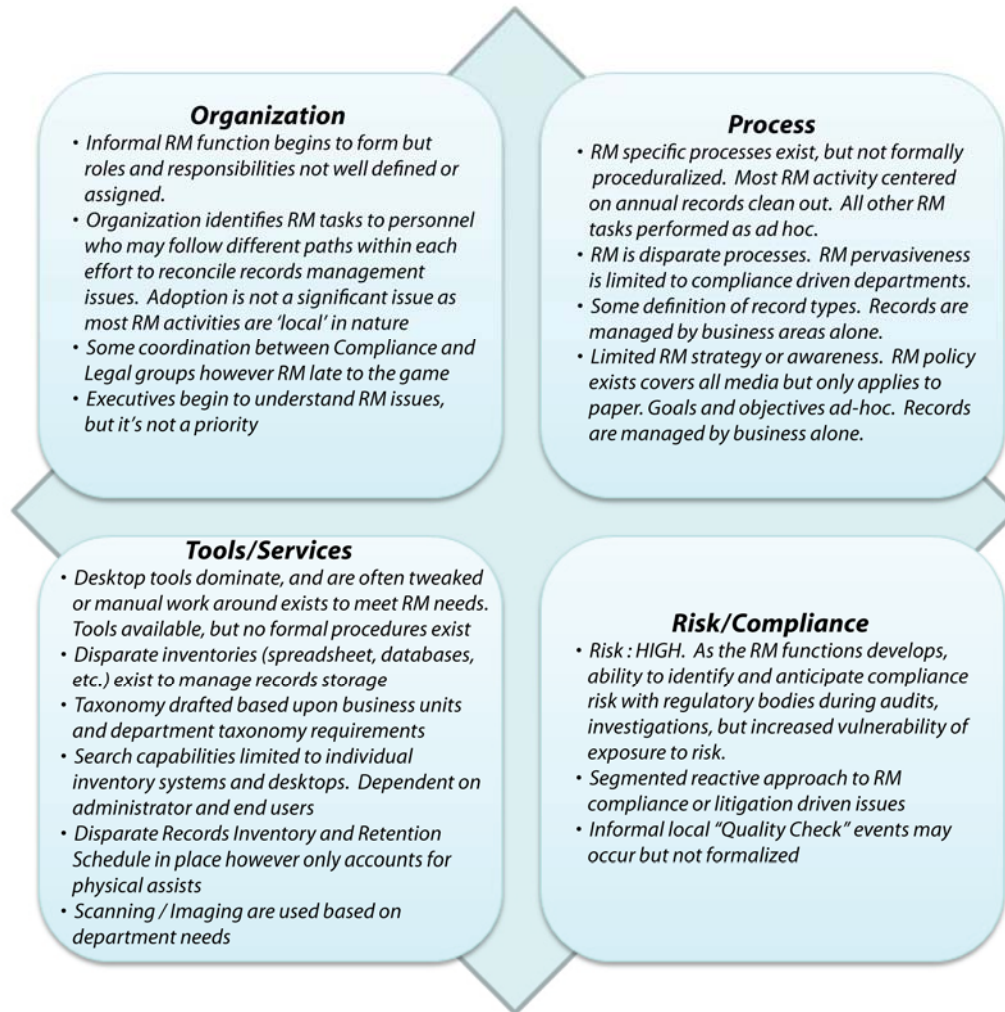 Organization
• Informal RM function begins to form but
roles and responsibilities not well defined or
assigned.
• Organization identifies RM tasks to personnel
who may follow different paths within each
effort to reconcile records management
issues. Adoption is not a significant issue as
most RM activities are ‘local’ in nature
• Some coordination between Compliance and
Legal groups however RM late to the game
• Executives begin to understand RM issues,
but it’s not a priority
Process
• RM specific processes exist, but not formally
proceduralized. Most RM activity centered
on annual records clean out. All other RM
tasks performed as ad hoc.
• RM is disparate processes. RM pervasiveness
is limited to compliance driven departments.
• Some definition of record types. Records are
managed by business areas alone.
• Limited RM strategy or awareness. RM policy
exists covers all media but only applies to
paper. Goals and objectives ad-hoc. Records
are managed by business alone.
Tools/Services
• Desktop tools dominate, and are often tweaked
or manual work around exists to meet RM needs.
Tools available, but no formal procedures exist
• Disparate inventories (spreadsheet, databases,
etc.) exist to manage records storage
• Taxonomy drafted based upon business units
and department taxonomy requirements
• Search capabilities limited to individual
inventory systems and desktops. Dependent on
administrator and end users
• Disparate Records Inventory and Retention
Schedule in place however only accounts for
physical assists
• Scanning / Imaging are used based on
department needs
Risk/Compliance
• Risk : HIGH. As the RM functions develops,
ability to identify and anticipate compliance
risk with regulatory bodies during audits,
investigations, but increased vulnerability of
exposure to risk.
• Segmented reactive approach to RM
compliance or litigation driven issues
• Informal local “Quality Check” events may
occur but not formalized